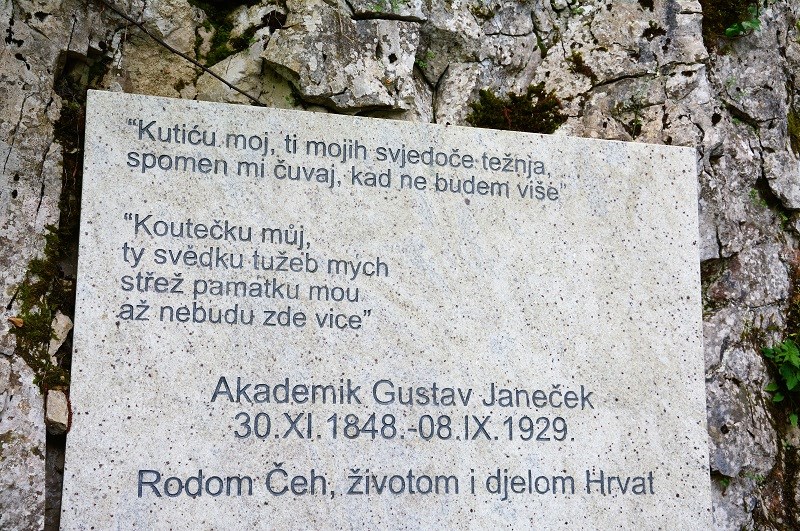 “Kutiću moj, ti mojih svjedoče težnja,
spomen mi čuvaj, kad ne budem više”
“Koutečku můj,
ty svědku tužeb mych
střež pamatku mou
až nebudu zde vice”
Akademik Gustav Janeček
30.XI.1848.-08.IX.1929.
Rodom Čeh, životom i djelom Hrvat